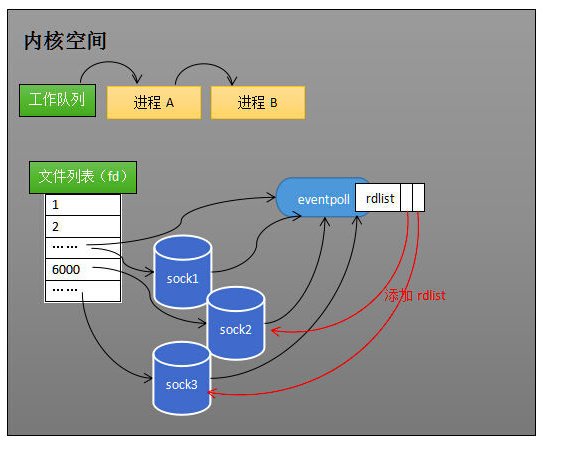 内核空间
工作队列
进程 A
进程 B
文件列表（fd）
1
2
……
6000
……
eventpoll
rdlist
sock1
sock2
sock3
添加 rdlist